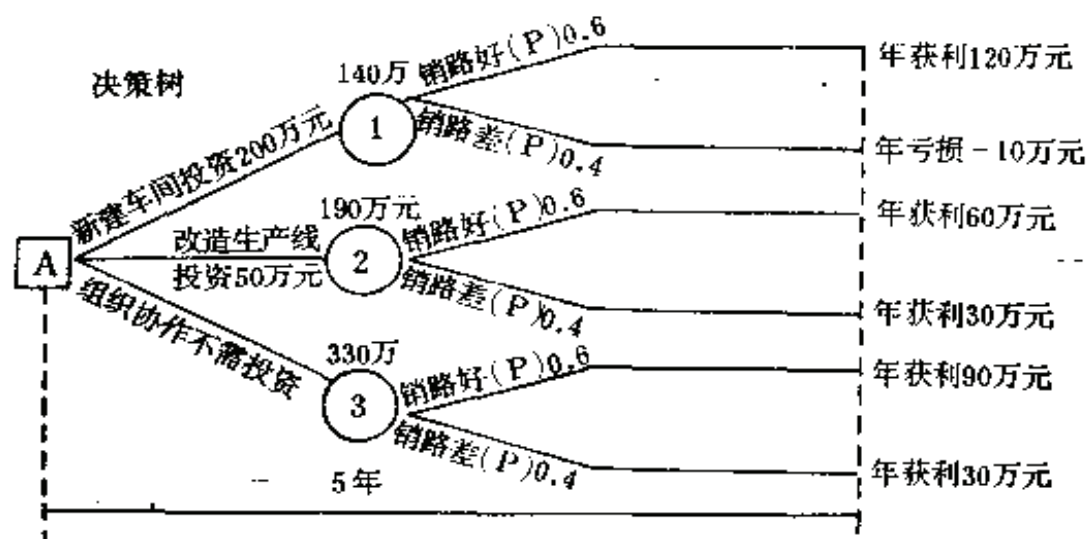 决策树
140万
销路好(P)0.6
年获利120万元
1
新建车间投资200万元
销路差(P)0.4
年亏损-10万元
190万元
销路好(P)0.6
年获利60万元
A
改造生产线
投资50万元
2
销路差(P)0.4
年获利30万元
组织协作不需投资
330万
销路好(P)0.6
年获利90万元
3
销路差(P)0.4
年获利30万元
5年